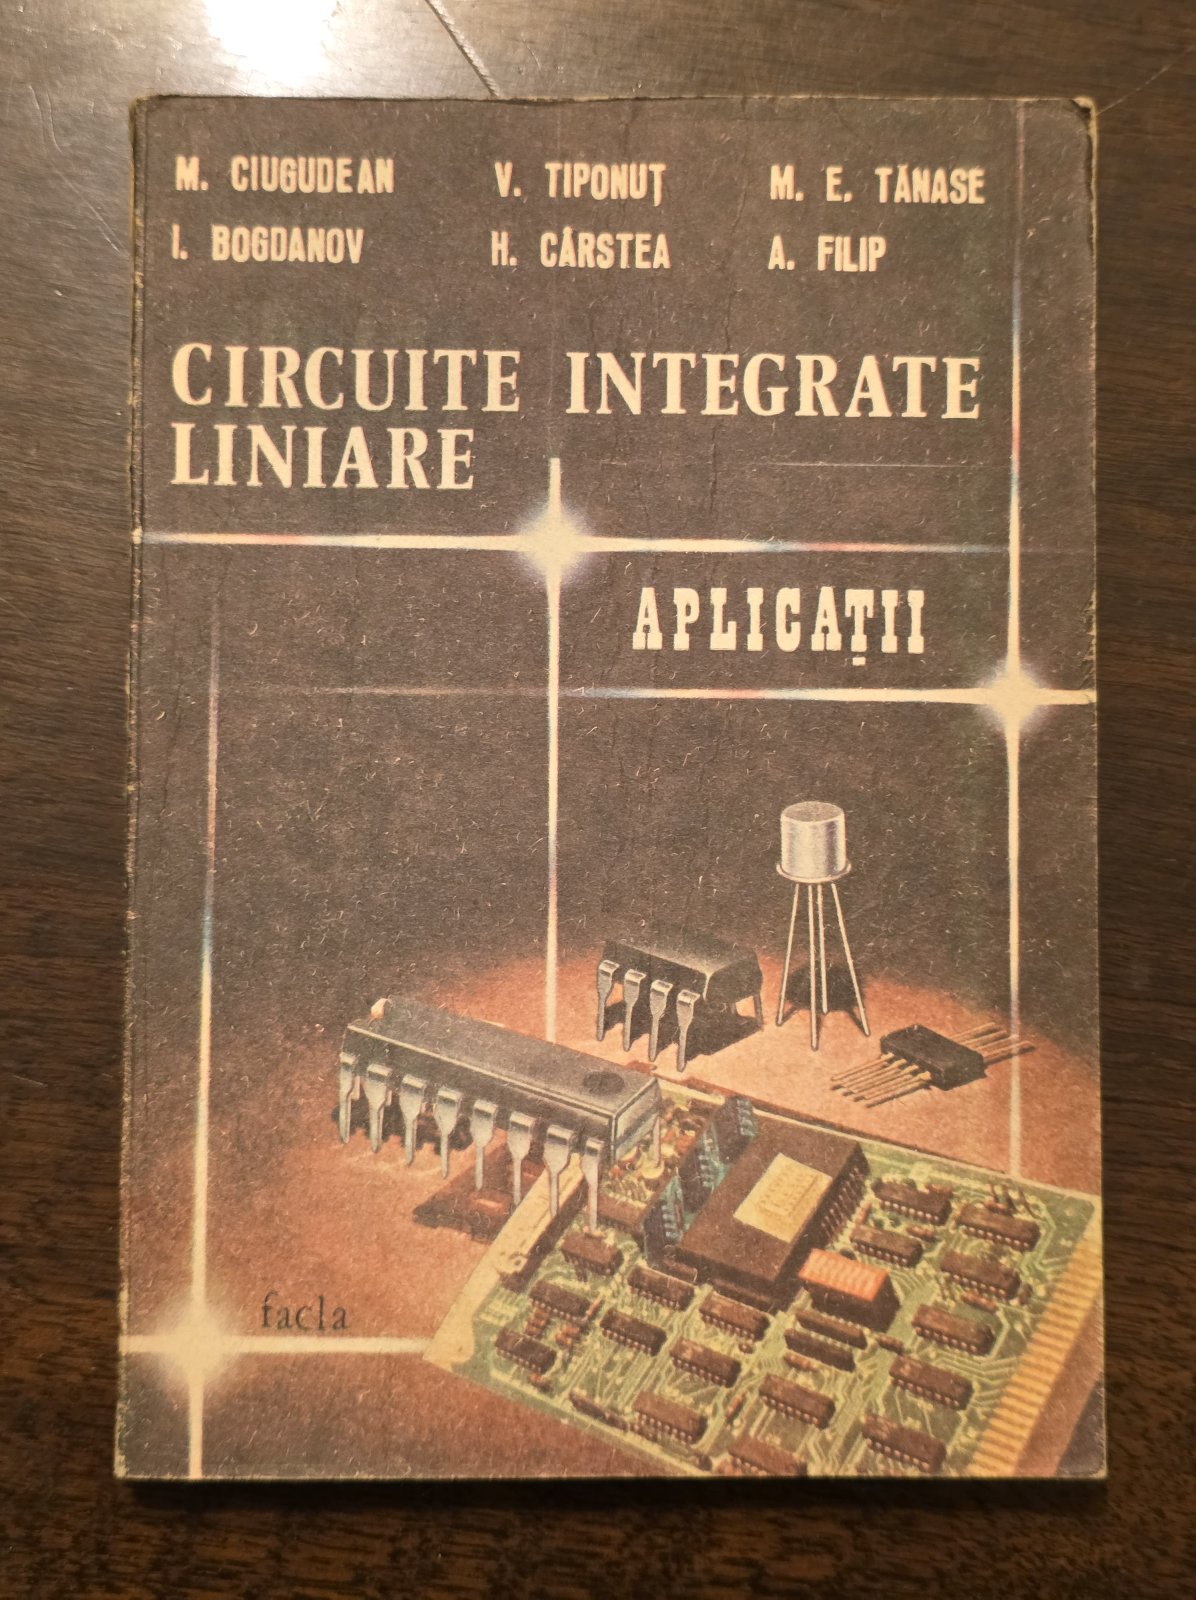 M. CIUGUDEAN V. TIPONUȚ M. E. TĂNASE
I. BOGDANOV H. CÂRSTEA A. FILIP
CIRCUITE INTEGRATE
LINIARE
APLICAȚII
facla